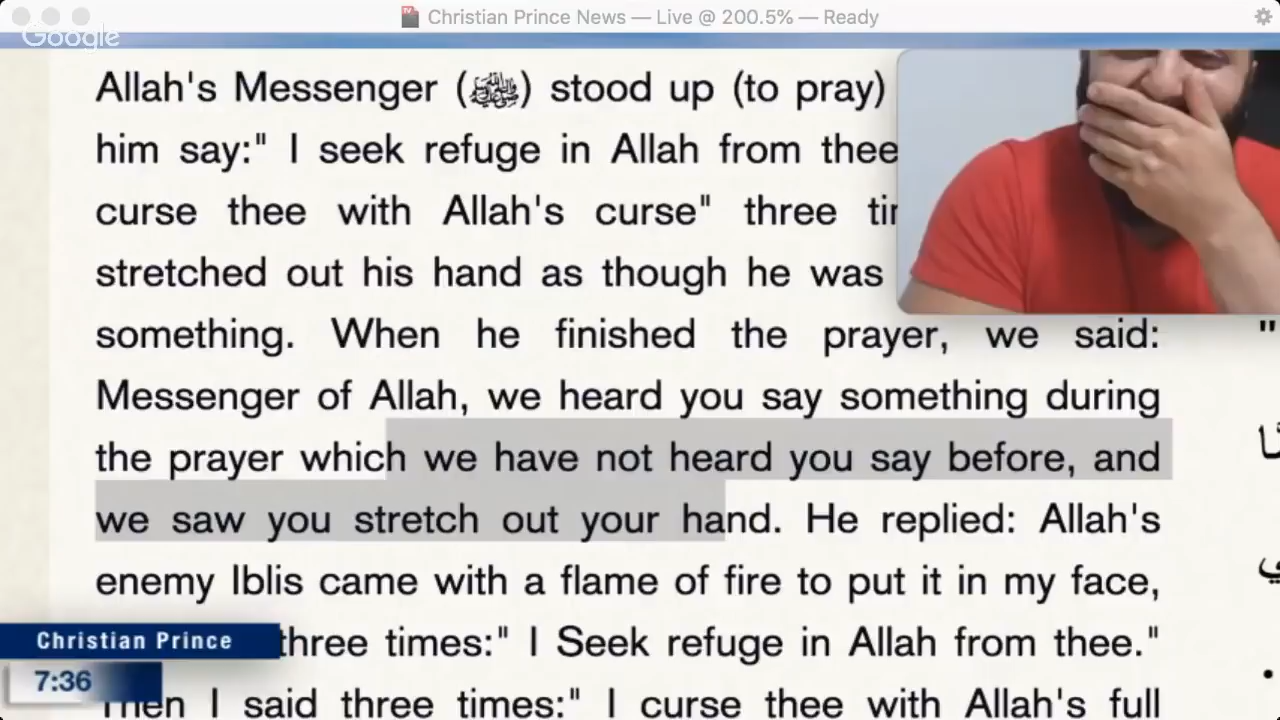 Christian Prince News — Live @ 200.5% — Ready
Google
Allah's Messenger (ﷺ) stood up (to pray)
him say:" I seek refuge in Allah from thee
curse thee with Allah's curse" three
stretched out his hand as though he was
something. When he finished the prayer, we said:
Messenger of Allah, we heard you say something during
the prayer which we have not heard you say before, and
we saw you stretch out your hand. He replied: Allah's
enemy Iblis came with a flame of fire to put it in my face,
three times:" I Seek refuge in Allah from thee."
Then I said three times:" I curse thee with Allah's full
Christian Prince
7:36